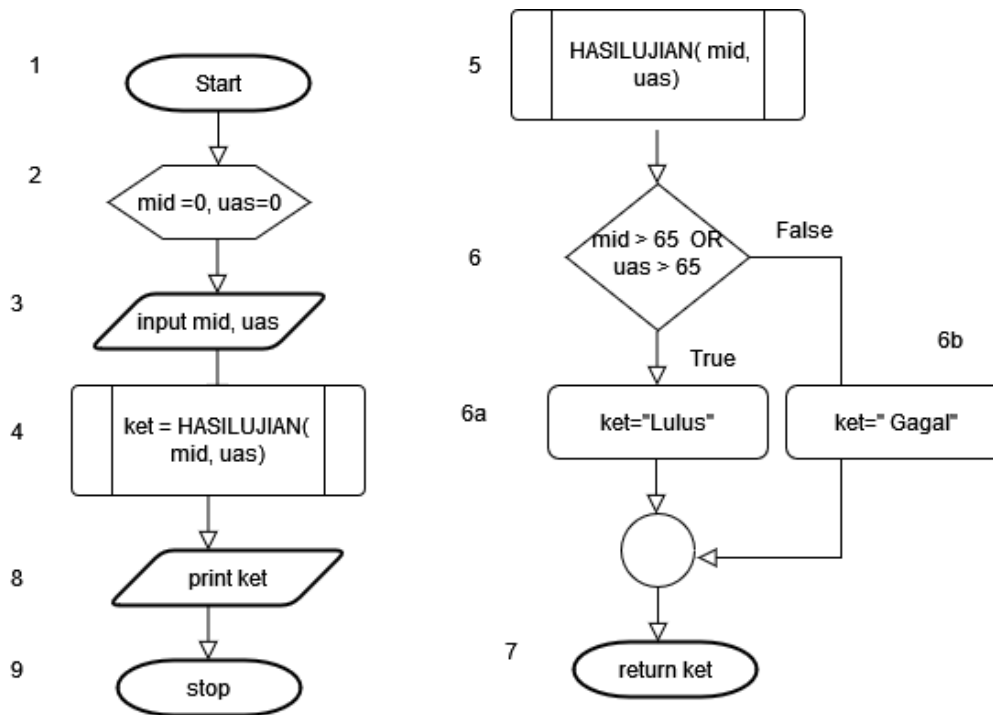 1
Start
2
mid =0, uas=0
3
input mid, uas
4
ket = HASILUJIAN(
mid, uas)
8
print ket
9
stop
5
HASILUJIAN( mid,
uas)
6
mid > 65 OR
uas > 65
False
True
6a
ket="Lulus"
6b
ket=" Gagal"
7
return ket